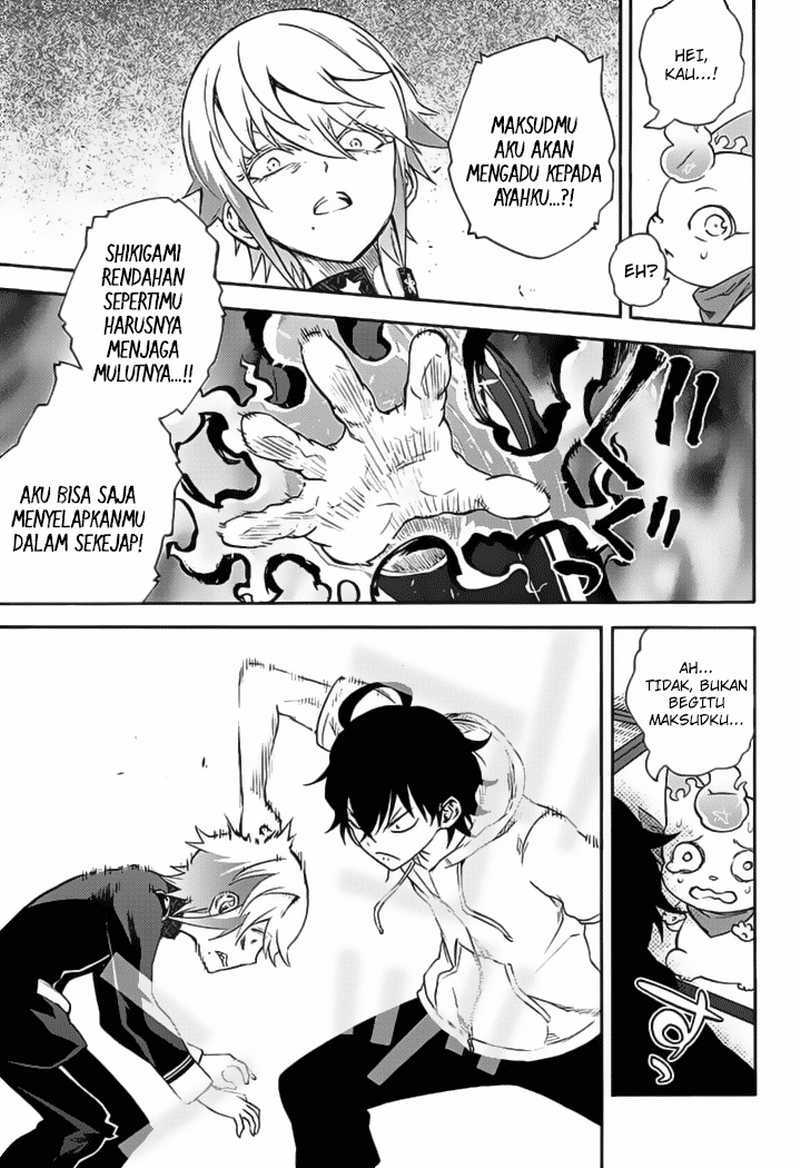 HEI,
KAU...!
EH?
MAKSUDMU
AKU AKAN
MENGADU KEPADA
AYAHKU...?!
SHIKIGAMI
RENDAHAN
SEPERTIMU
HARUSNYA
MENJAGA
MULUTNYA...!!
AKU BISA SAJA
MENYELAPKANMU
DALAM SEKEJAP!
AH...
TIDAK, BUKAN
BEGITU
MAKSUDKU...